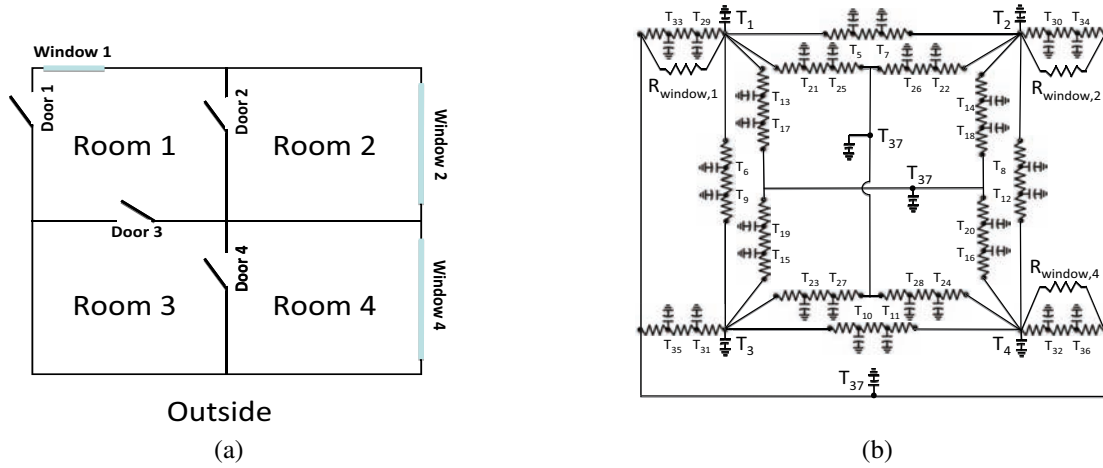 Window 1
Door 1
Door 2
Room 1
Room 2
Window 2
Door 3
Door 4
Room 3
Room 4
Window 4
Outside
(a)
T33 T29 T1
T2 T30 T34
T5 T7
Rwindow,1
T21 T25
T26 T22
Rwindow,2
T13
T14
T17
T18
T37
T6
T8
T37
T9
T12
T19
T20
T15
T16
Rwindow,4
T23 T27
T28 T24
T10 T11
T35 T31
T3
T4
T32 T36
T37
(b)